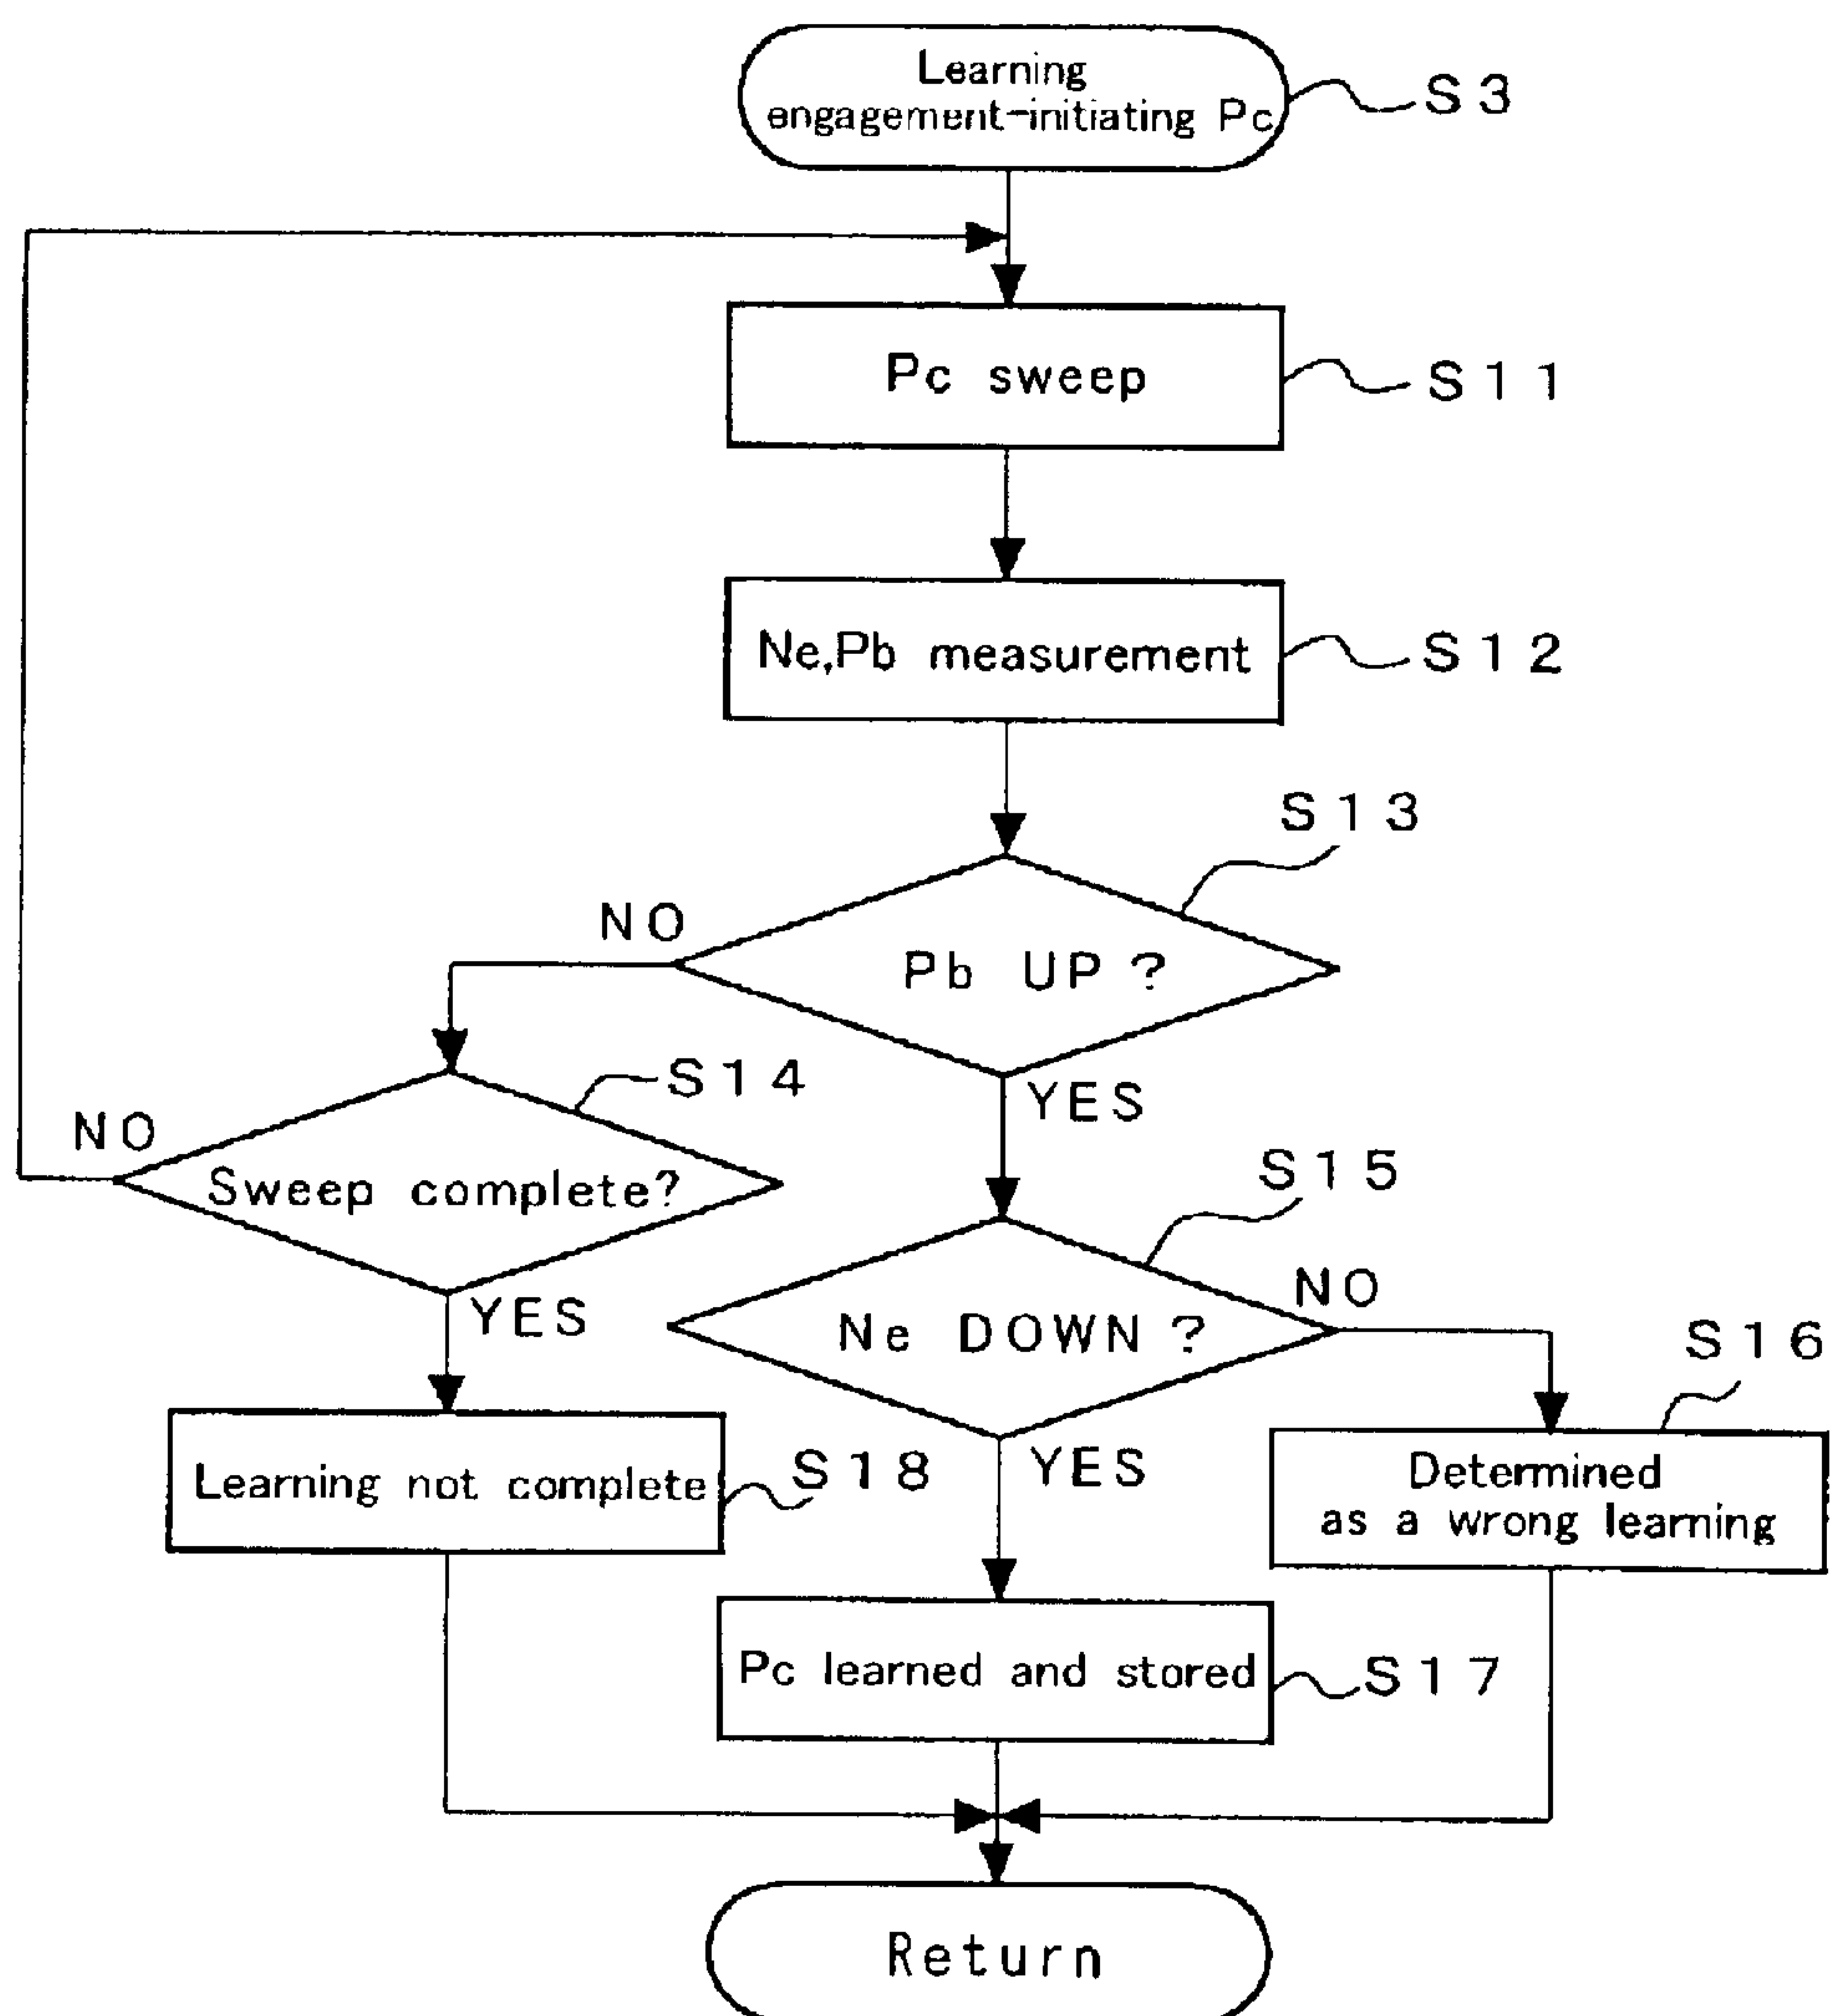 Learning
engagement-initiating Pc
S3
Pc sweep
S11
Ne,Pb measurement
S12
S13
NO
Pb UP ?
YES
S14
NO
Sweep complete?
YES
S15
Ne DOWN ?
NO
YES
S16
Determined
as a wrong learning
Learning not complete
S18
Pc learned and stored
S17
Return